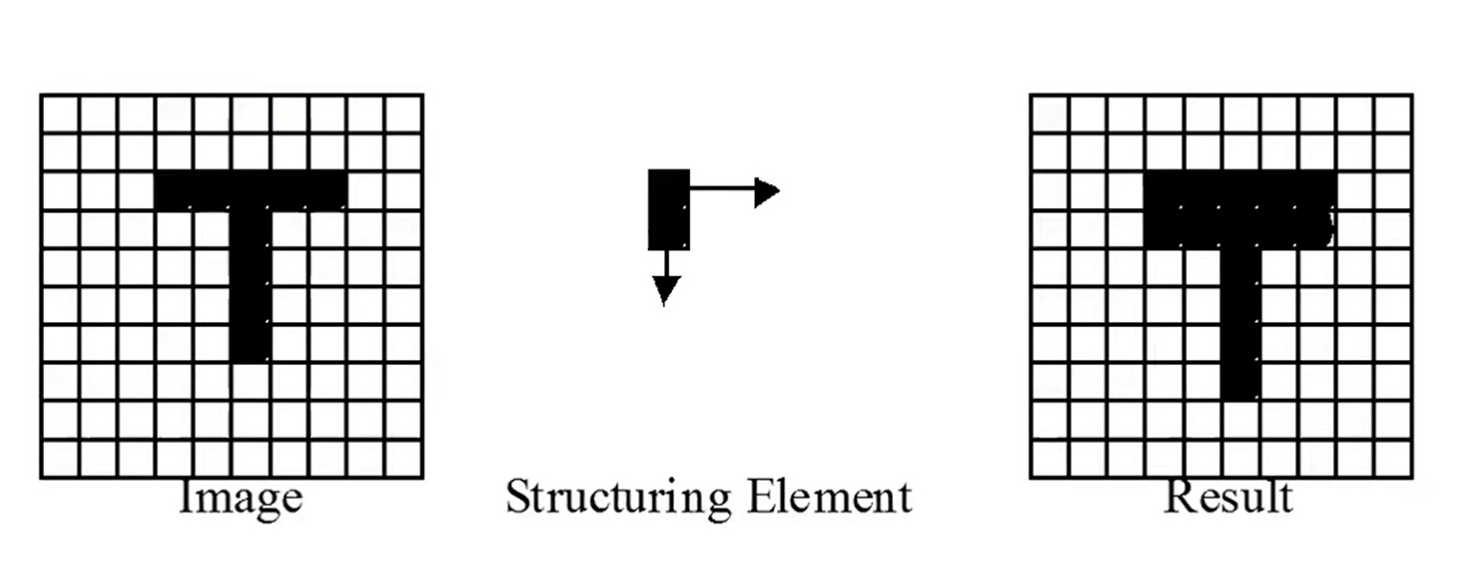 Image
Structuring Element
Result